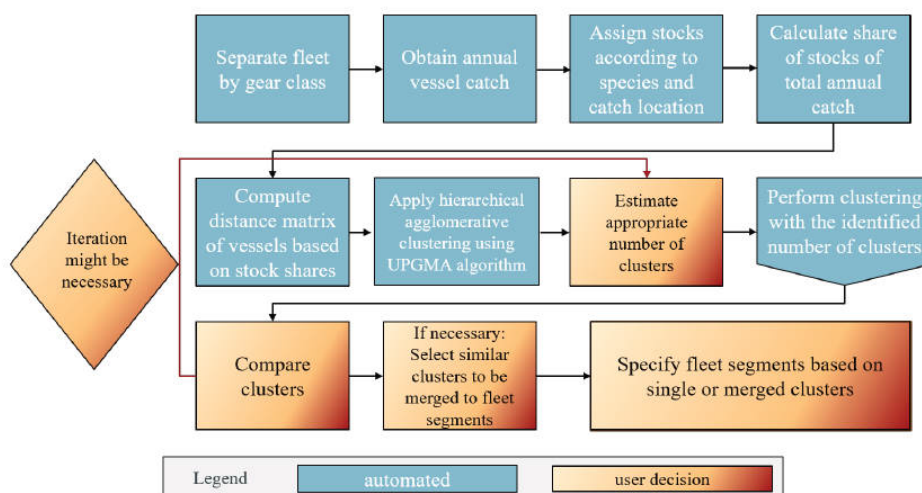 Separate fleet
by gear class
Obtain annual
vessel catch
Assign stocks
according to
species and
catch location
Calculate share
of stocks of
total annual
catch
Iteration
might be
necessary
Compute
distance matrix
of vessels based
on stock shares
Apply hierarchical
agglomerative
clustering using
UPGMA algorithm
Estimate
appropriate
number of
clusters
Perform clustering
with the identified
number of clusters
Compare
clusters
If necessary:
Select similar
clusters to be
merged to fleet
segments
Specify fleet segments based on
single or merged clusters
Legend
automated
user decision